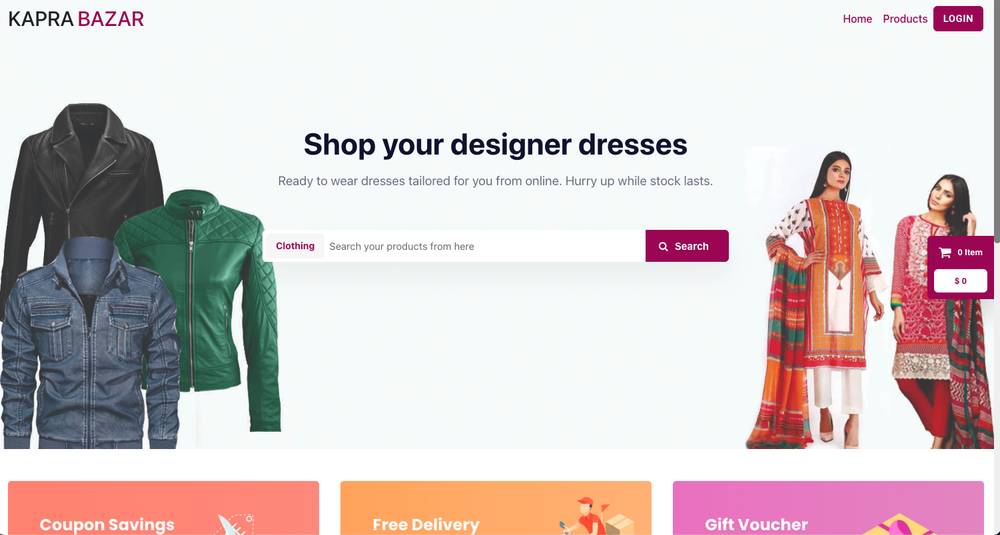 KAPRA BAZAR
Home Products LOGIN
Shop your designer dresses
Ready to wear dresses tailored for you from online. Hurry up while stock lasts.
Clothing Search your products from here Search
0 Item
$ 0
Coupon Savings
Free Delivery
Gift Voucher